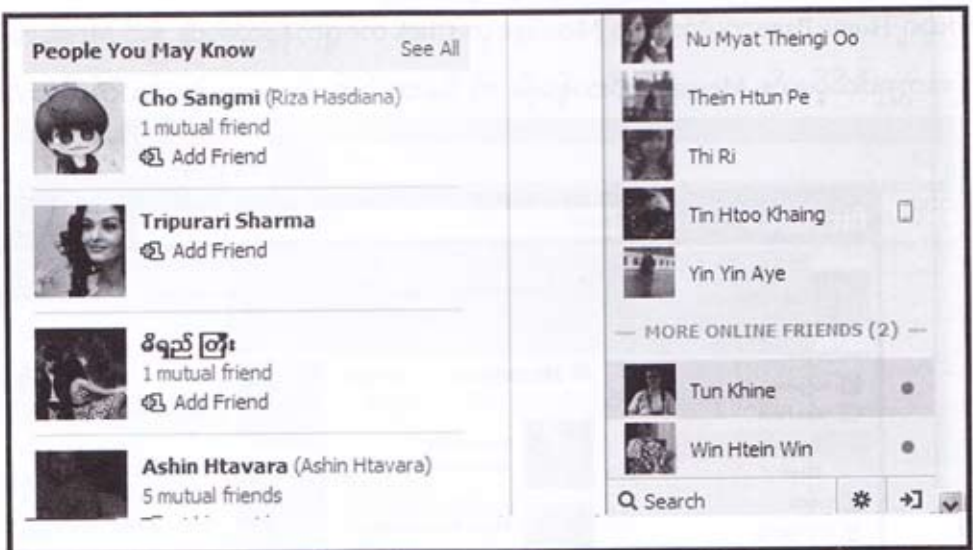 People You May Know See All
Cho Sangmi (Riza Hasdiana)
1 mutual friend
Add Friend
Tripurari Sharma
Add Friend
မီရှည် ကြီး
1 mutual friend
Add Friend
Ashin Htavara (Ashin Htavara)
5 mutual friends
Nu Myat Theingi Oo
Thein Htun Pe
Thi Ri
Tin Htoo Khaing
Yin Yin Aye
MORE ONLINE FRIENDS (2)
Tun Khine
Win Htein Win
Search